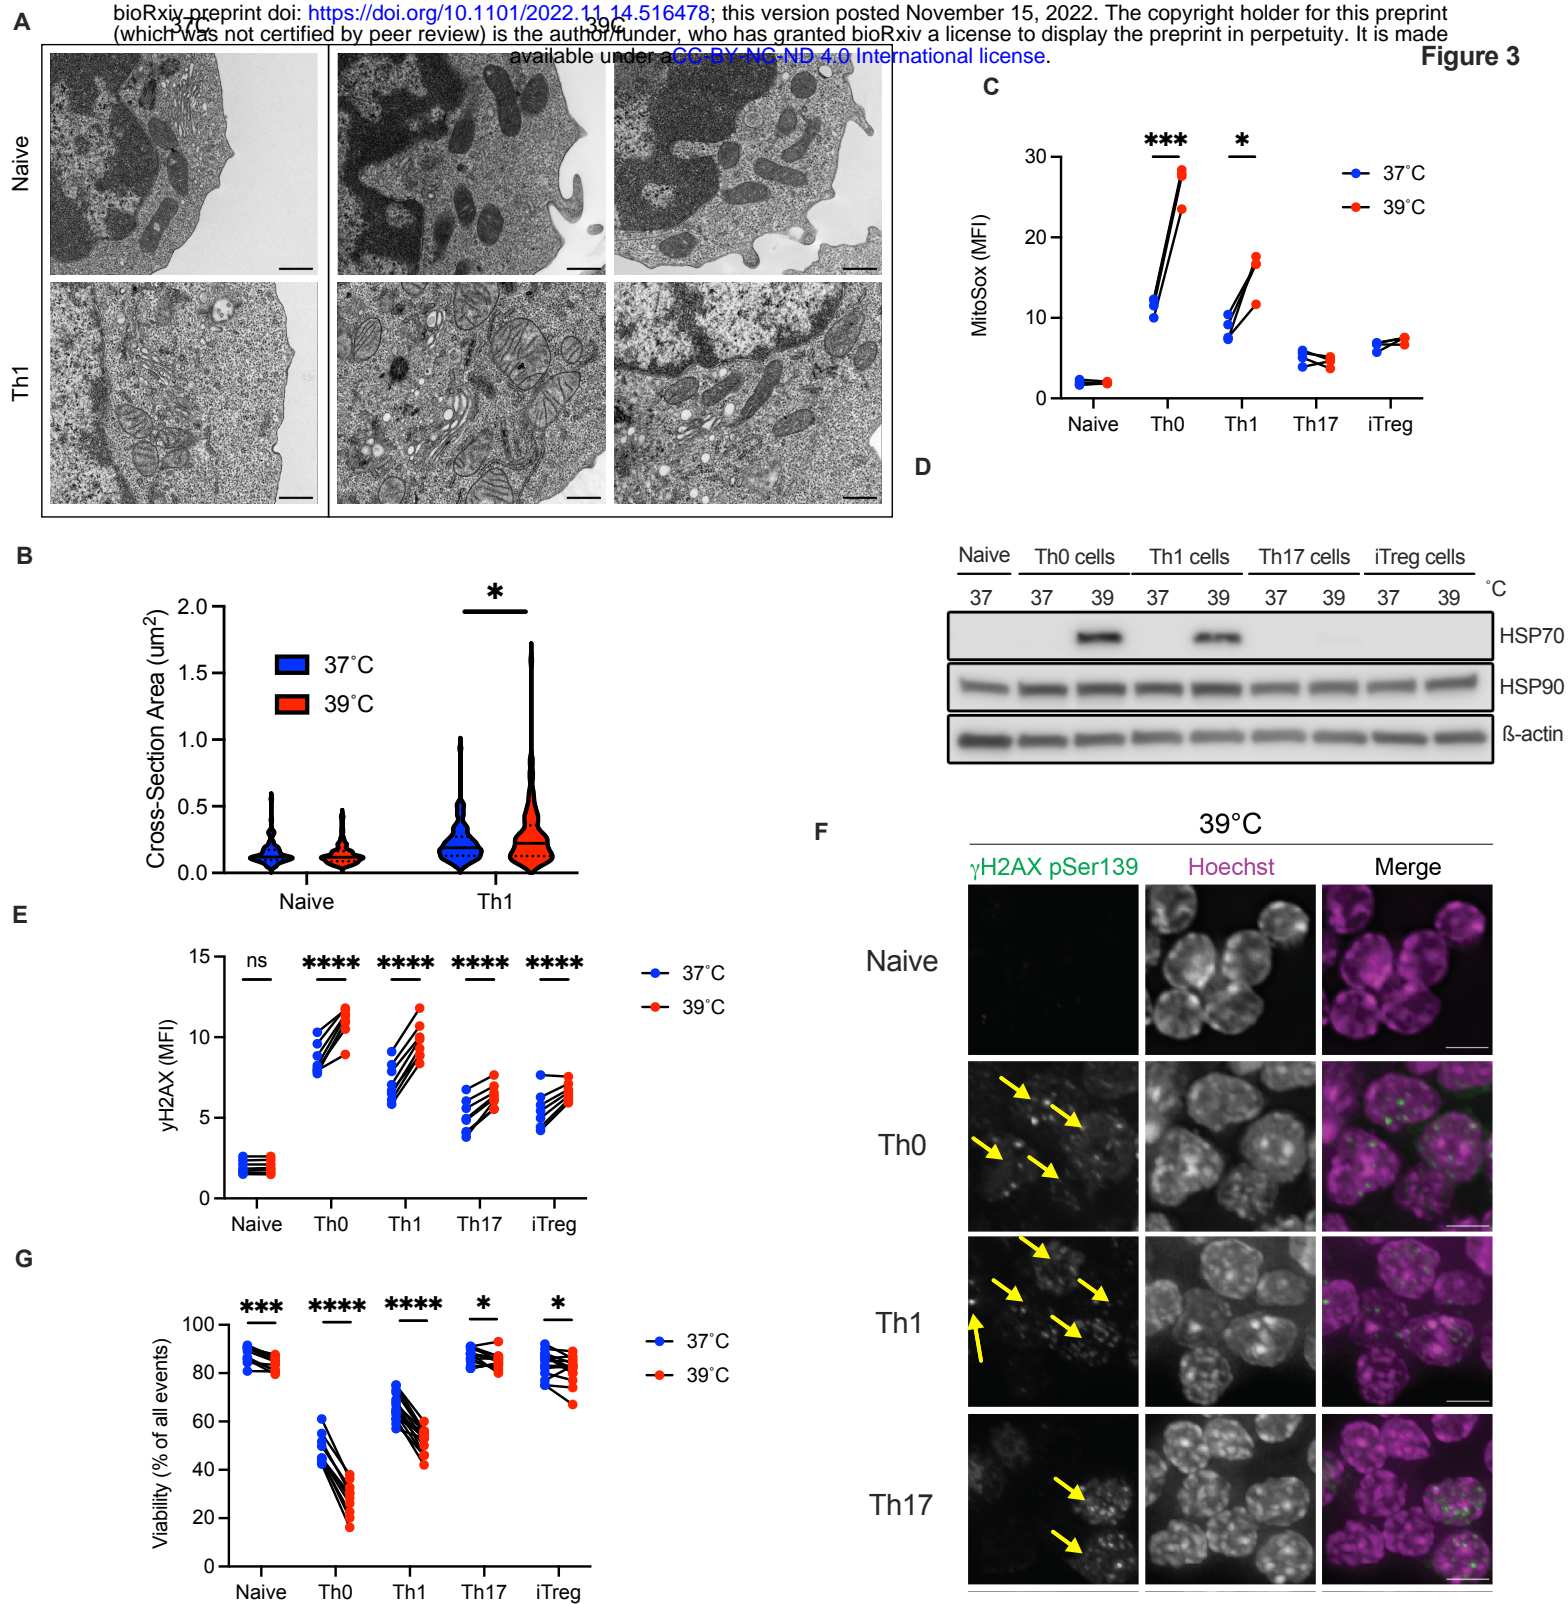 bioRxiv preprint doi: https://doi.org/10.1101/2022.11.14.516478; this version posted November 15, 2022. The copyright holder for this preprint
(which was not certified by peer review) is the author/funder, who has granted bioRxiv a license to display the preprint in perpetuity. It is made
available under aCC-BY-NC-ND 4.0 International license.
Figure 3
A
37C
39C
Naive
Th1
B
Cross-Section Area (um²)
2.0
1.5
1.0
0.5
0.0
*
37°C
39°C
Naive
Th1
C
MitoSox (MFI)
30
20
10
0
***
*
37°C
39°C
Naive
Th0
Th1
Th17
iTreg
D
Naive
Th0 cells
Th1 cells
Th17 cells
iTreg cells
37
37
39
37
39
37
39
37
39
°C
HSP70
HSP90
ß-actin
E
yH2AX (MFI)
15
10
5
0
ns
****
****
****
****
37°C
39°C
Naive
Th0
Th1
Th17
iTreg
F
39°C
γH2AX pSer139
Hoechst
Merge
Naive
Th0
Th1
Th17
G
Viability (% of all events)
100
80
60
40
20
0
***
****
****
*
*
37°C
39°C
Naive
Th0
Th1
Th17
iTreg